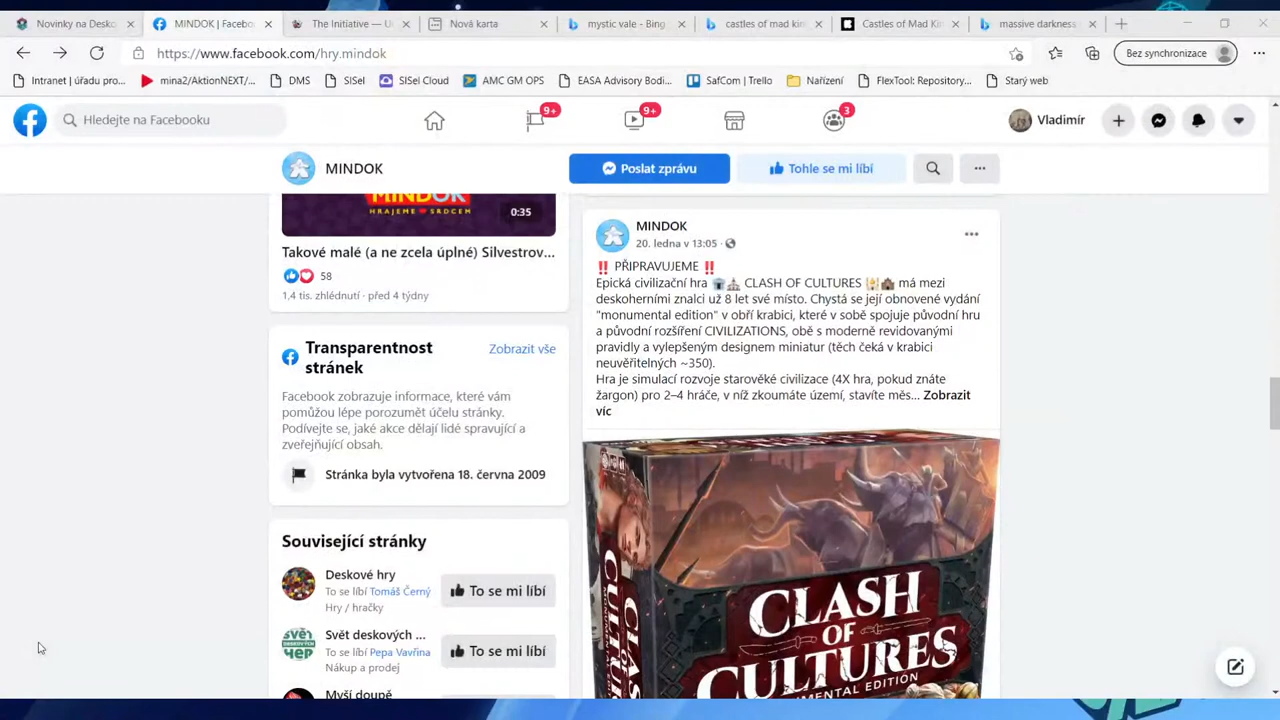 Novinky na Desko
MINDOK | Facebo
The Initiative — U
Nová karta
mystic vale - Bing
castles of mad kin
Castles of Mad Kin
massive darkness
https://www.facebook.com/hry.mindok
Bez synchronizace
Intranet (úřadu pro...
mina2/AktionNEXT/...
DMS
SISel
SISel Cloud
AMC GM OPS
EASA Advisory Bodi...
SafCom | Trello
Nařízení
FlexTool: Repository...
Starý web
Hledejte na Facebooku
9+
9+
3
Vladimír
MINDOK
Poslat zprávu
Tohle se mi líbí
MINDOK
HRAJEME SRDCEM
0:35
Takové malé (a ne zcela úplné) Silvestrov...
58
1,4 tis. zhlédnutí · před 4 týdny
Transparentnost
stránek
Zobrazit vše
Facebook zobrazuje informace, které vám
pomůžou lépe porozumět účelu stránky.
Podívejte se, jaké akce dělají lidé spravující a
zveřejňující obsah.
Stránka byla vytvořena 18. června 2009
Související stránky
Deskové hry
To se líbí Tomáš Černý
Hry / hračky
To se mi líbí
Svět deskových ...
To se líbí Pepa Vavřina
Nákup a prodej
To se mi líbí
Myší doupě
MINDOK
20. ledna v 13:05
‼️ PŘIPRAVUJEME ‼️
Epická civilizační hra CLASH OF CULTURES má mezi
deskoherními znalci už 8 let své místo. Chystá se její obnovené vydání
"monumental edition" v obří krabici, které v sobě spojuje původní hru
a původní rozšíření CIVILIZATIONS, obě s moderně revidovanými
pravidly a vylepšeným designem miniatur (těch čeká v krabici
neuvěřitelných ~350).
Hra je simulací rozvoje starověké civilizace (4X hra, pokud znáte
žargon) pro 2–4 hráče, v níž zkoumáte území, stavíte měs... Zobrazit
víc
CLASH
OF
CULTURES
MONUMENTAL EDITION